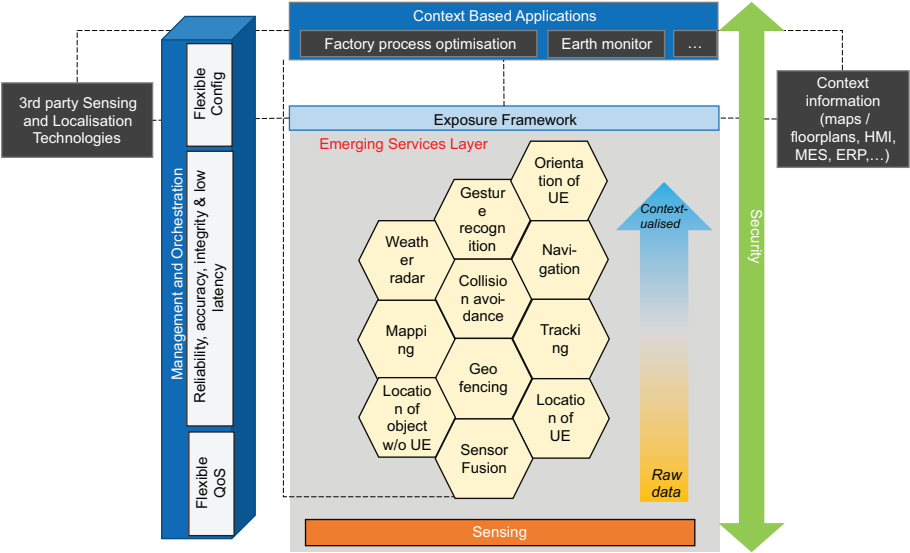 Context Based Applications
Factory process optimisation
Earth monitor
...
3rd party Sensing
and Localisation
Technologies
Context
information
(maps /
floorplans, HMI,
MES, ERP,...)
Management and Orchestration
Flexible
Config
Reliability, accuracy, integrity & low
latency
Flexible
QoS
Exposure Framework
Emerging Services Layer
Orienta
tion of
UE
Gestur
e
recogn
ition
Weath
er
radar
Navi-
gation
Collisio
n avoi-
dance
Mappi
ng
Tracki
ng
Geo
fencing
Locatio
n of
object
w/o UE
Locatio
n of
UE
Sensor
Fusion
Context-
ualised
Raw
data
Security
Sensing